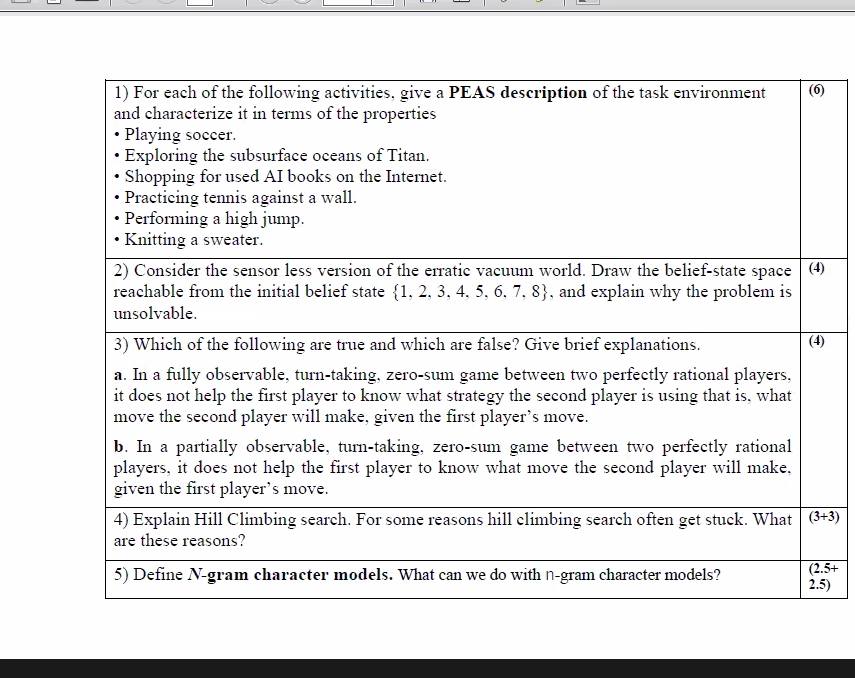 1) For each of the following activities, give a PEAS description of the task environment (6)
and characterize it in terms of the properties
• Playing soccer.
• Exploring the subsurface oceans of Titan.
• Shopping for used AI books on the Internet.
• Practicing tennis against a wall.
• Performing a high jump.
• Knitting a sweater.
2) Consider the sensor less version of the erratic vacuum world. Draw the belief-state space (4)
reachable from the initial belief state {1, 2, 3, 4, 5, 6, 7, 8}, and explain why the problem is
unsolvable.
3) Which of the following are true and which are false? Give brief explanations. (4)
a. In a fully observable, turn-taking, zero-sum game between two perfectly rational players,
it does not help the first player to know what strategy the second player is using that is, what
move the second player will make, given the first player's move.
b. In a partially observable, turn-taking, zero-sum game between two perfectly rational
players, it does not help the first player to know what move the second player will make,
given the first player's move.
4) Explain Hill Climbing search. For some reasons hill climbing search often get stuck. What (3+3)
are these reasons?
5) Define N-gram character models. What can we do with n-gram character models? (2.5+
2.5)